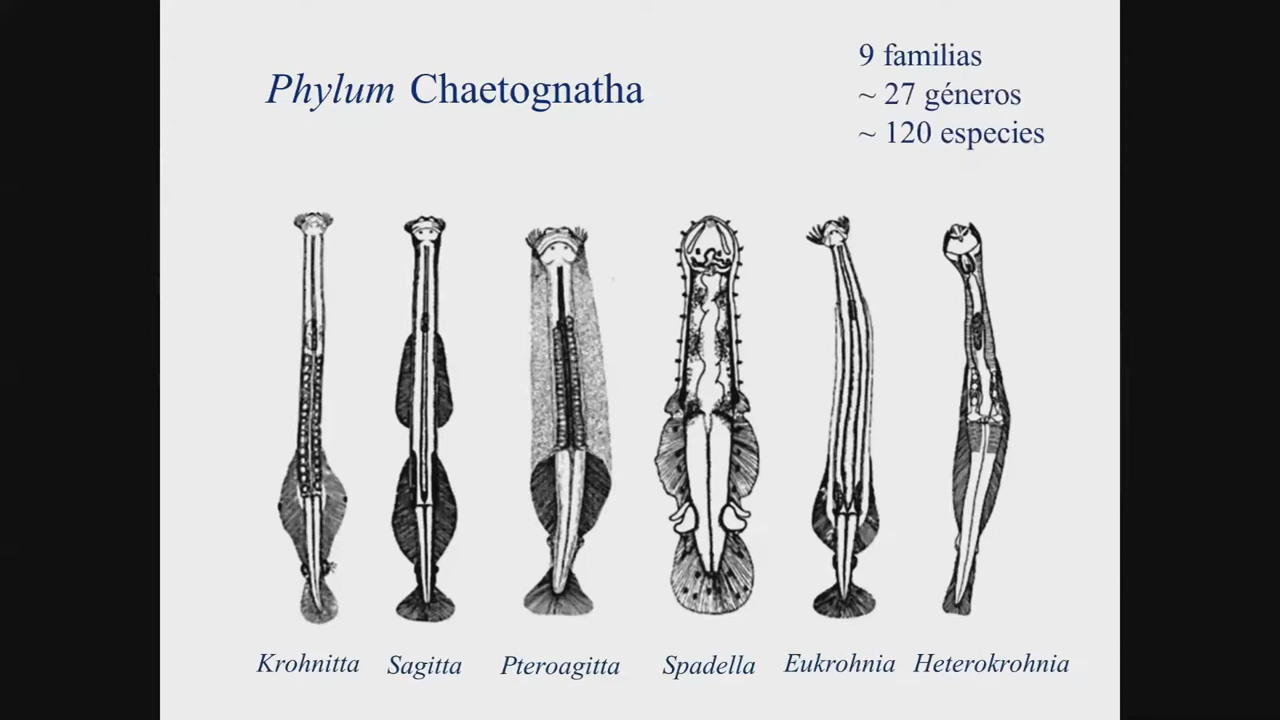 Phylum Chaetognatha
9 familias
~ 27 géneros
~ 120 especies
Krohnitta
Sagitta
Pteroagitta
Spadella
Eukrohnia
Heterokrohnia